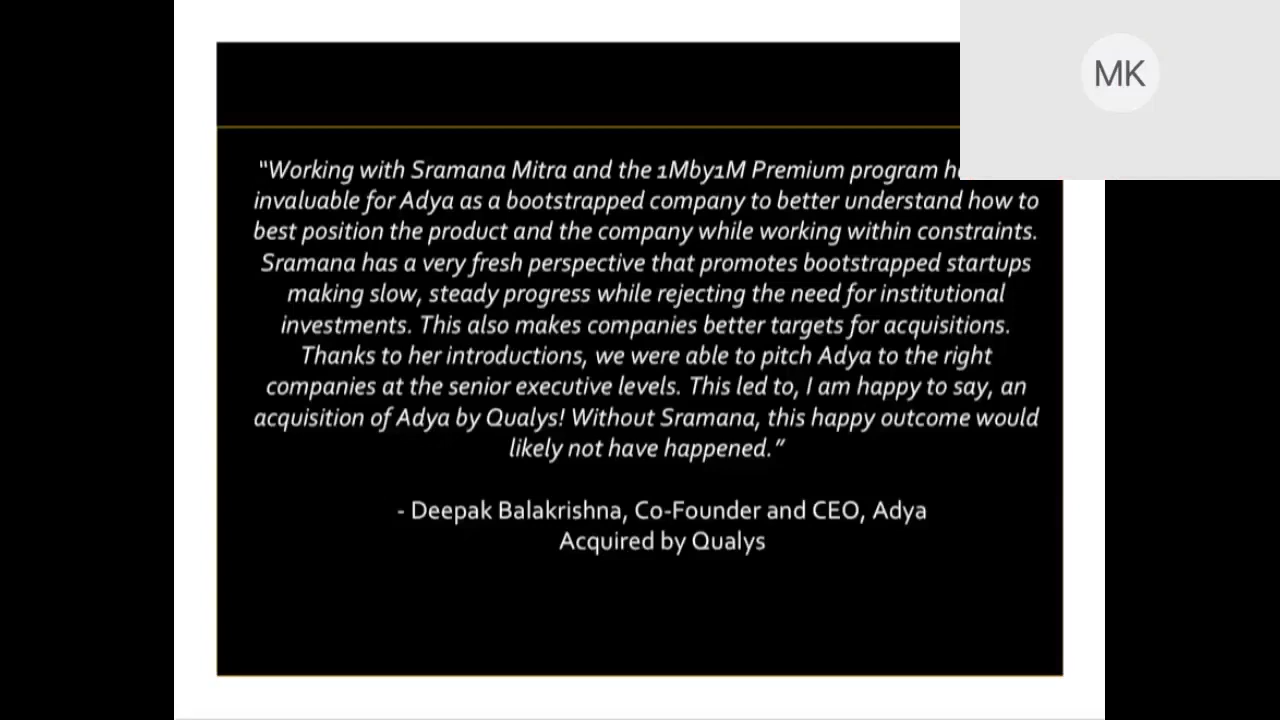 MK
“Working with Sramana Mitra and the 1Mby1M Premium program
invaluable for Adya as a bootstrapped company to better understand how to
best position the product and the company while working within constraints.
Sramana has a very fresh perspective that promotes bootstrapped startups
making slow, steady progress while rejecting the need for institutional
investments. This also makes companies better targets for acquisitions.
Thanks to her introductions, we were able to pitch Adya to the right
companies at the senior executive levels. This led to, I am happy to say, an
acquisition of Adya by Qualys! Without Sramana, this happy outcome would
likely not have happened.”
- Deepak Balakrishna, Co-Founder and CEO, Adya
Acquired by Qualys